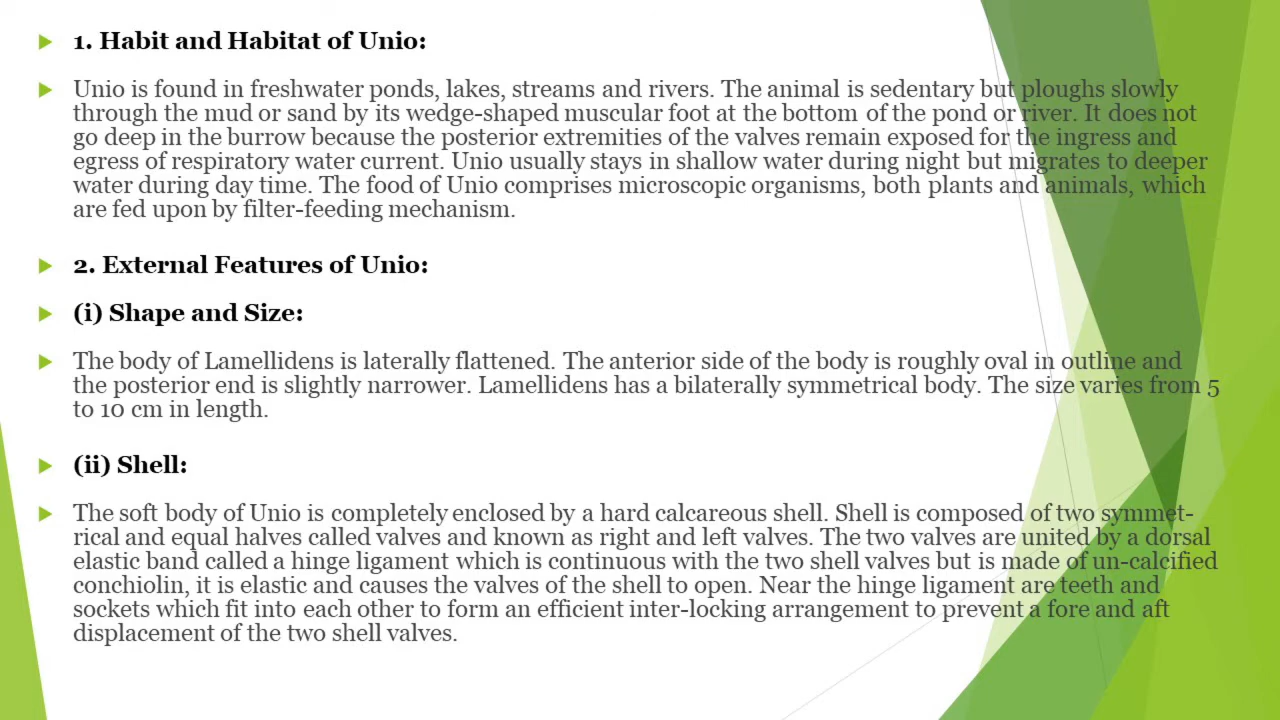 1. Habit and Habitat of Unio:
Unio is found in freshwater ponds, lakes, streams and rivers. The animal is sedentary but ploughs slowly
through the mud or sand by its wedge-shaped muscular foot at the bottom of the pond or river. It does not
go deep in the burrow because the posterior extremities of the valves remain exposed for the ingress and
egress of respiratory water current. Unio usually stays in shallow water during night but migrates to deeper
water during day time. The food of Unio comprises microscopic organisms, both plants and animals, which
are fed upon by filter-feeding mechanism.
2. External Features of Unio:
(i) Shape and Size:
The body of Lamellidens is laterally flattened. The anterior side of the body is roughly oval in outline and
the posterior end is slightly narrower. Lamellidens has a bilaterally symmetrical body. The size varies from 5
to 10 cm in length.
(ii) Shell:
The soft body of Unio is completely enclosed by a hard calcareous shell. Shell is composed of two symmet-
rical and equal halves called valves and known as right and left valves. The two valves are united by a dorsal
elastic band called a hinge ligament which is continuous with the two shell valves but is made of un-calcified
conchiolin, it is elastic and causes the valves of the shell to open. Near the hinge ligament are teeth and
sockets which fit into each other to form an efficient inter-locking arrangement to prevent a fore and aft
displacement of the two shell valves.